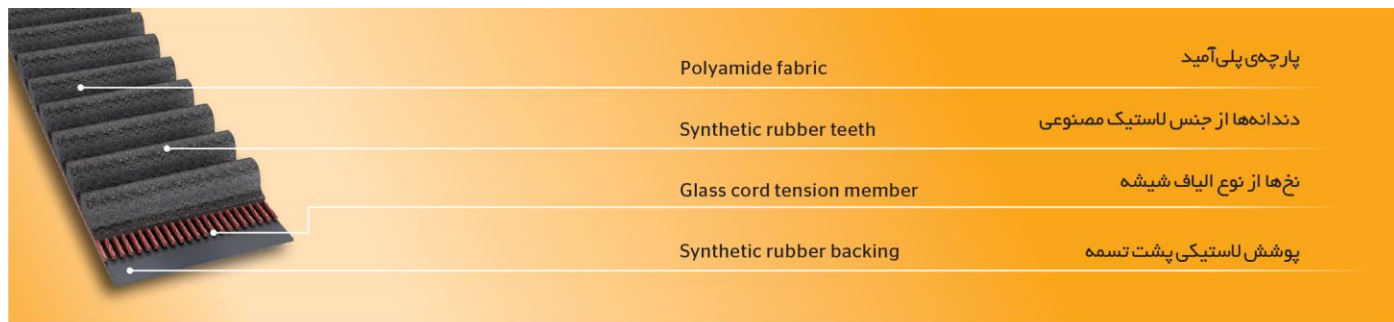 Polyamide fabric
پارچه‌ی پلی‌آمید
Synthetic rubber teeth
دندانه‌ها از جنس لاستیک مصنوعی
Glass cord tension member
نخ‌ها از نوع الیاف شیشه
Synthetic rubber backing
پوشش لاستیکی پشت تسمه